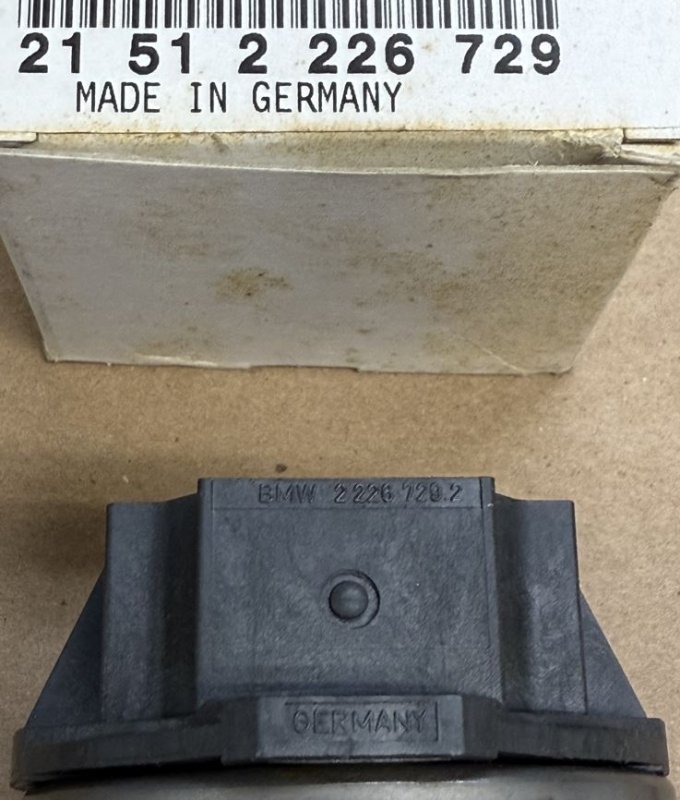 21 51 2 226 729
MADE IN GERMANY
BMW 2 226 729.2
GERMANY